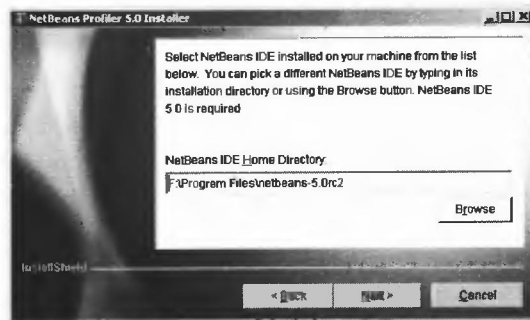 NetBeans Profiler 5.0 Installer
Select NetBeans IDE installed on your machine from the list
below. You can pick a different NetBeans IDE by typing in its
installation directory or using the Browse button. NetBeans IDE
5.0 is required
NetBeans IDE Home Directory:
F:\Program Files\netbeans-5.0rc2
Browse
InstallShield
< Back
Next >
Cancel